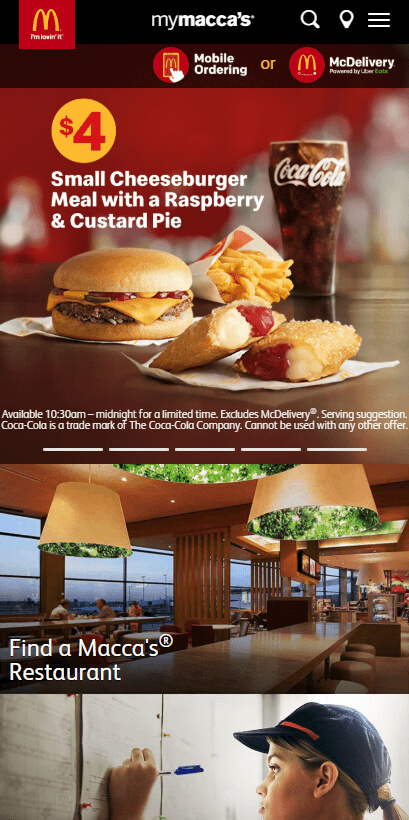 i'm lovin' it
mymacca's®
Mobile
Ordering
or
McDelivery
Powered by Uber Eats
$4
Small Cheeseburger
Meal with a Raspberry
& Custard Pie
Coca-Cola
Available 10:30am – midnight for a limited time. Excludes McDelivery®. Serving suggestion.
Coca-Cola is a trade mark of The Coca-Cola Company. Cannot be used with any other offer.
Find a Macca's®
Restaurant